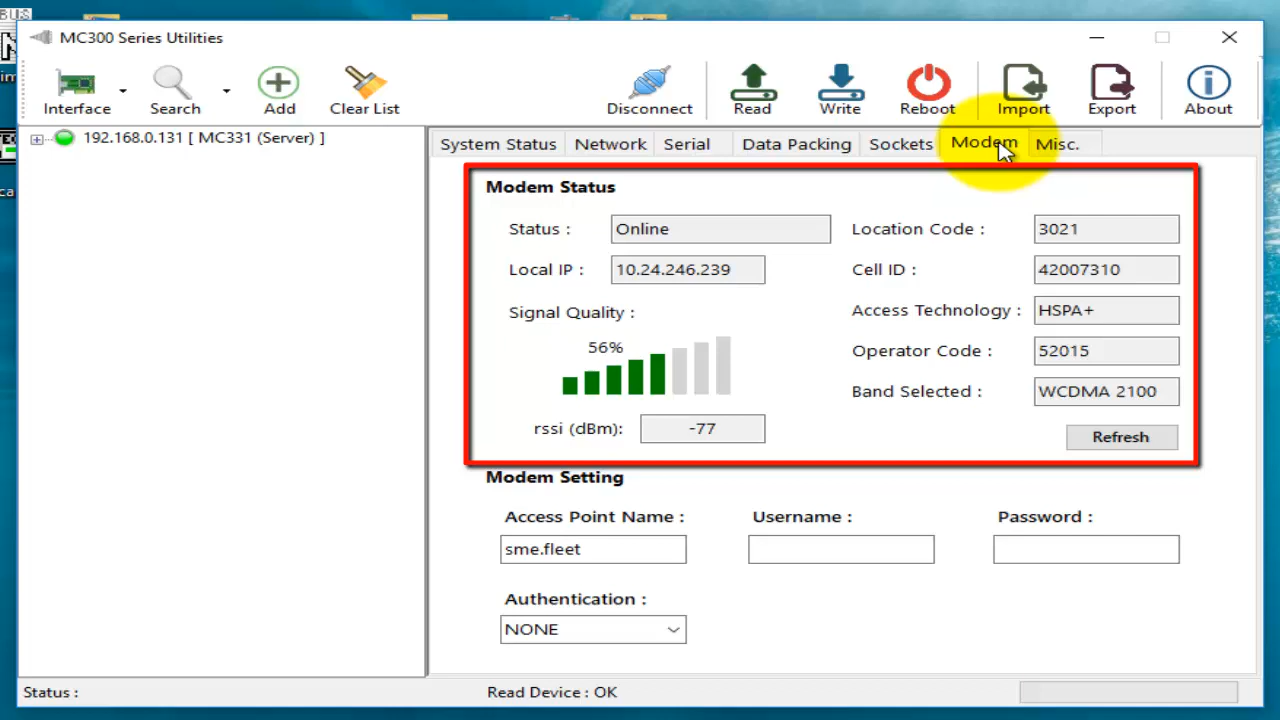 BUS
MC300 Series Utilities
Interface Search Add Clear List Disconnect Read Write Reboot Import Export About
192.168.0.131 [ MC331 (Server) ]
System Status Network Serial Data Packing Sockets Modem Misc.
Modem Status
Status : Online Location Code : 3021
Local IP : 10.24.246.239 Cell ID : 42007310
Signal Quality : Access Technology : HSPA+
56% Operator Code : 52015
Band Selected : WCDMA 2100
rssi (dBm): -77 Refresh
Modem Setting
Access Point Name : Username : Password :
sme.fleet
Authentication :
NONE
Status : Read Device : OK